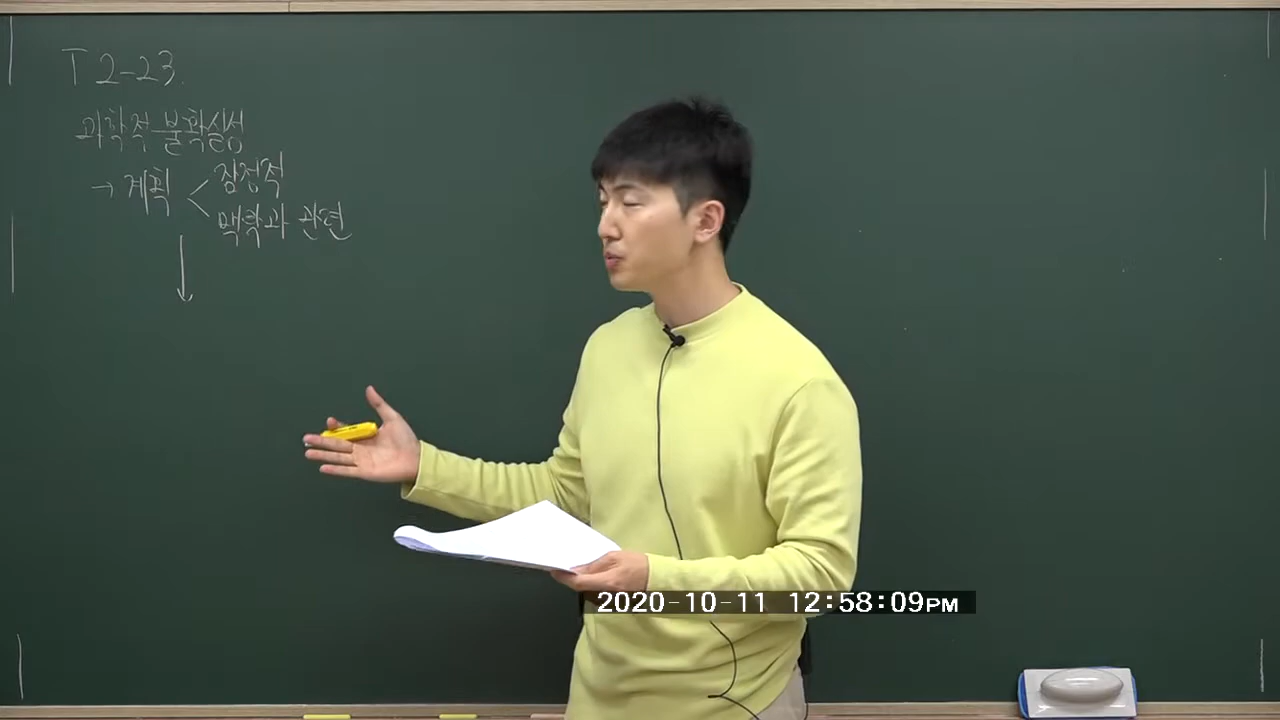 T 2-23.
과학적 불확실성
→ 계획 < 잠정적
맥락과 관련
2020-10-11 12:58:09PM